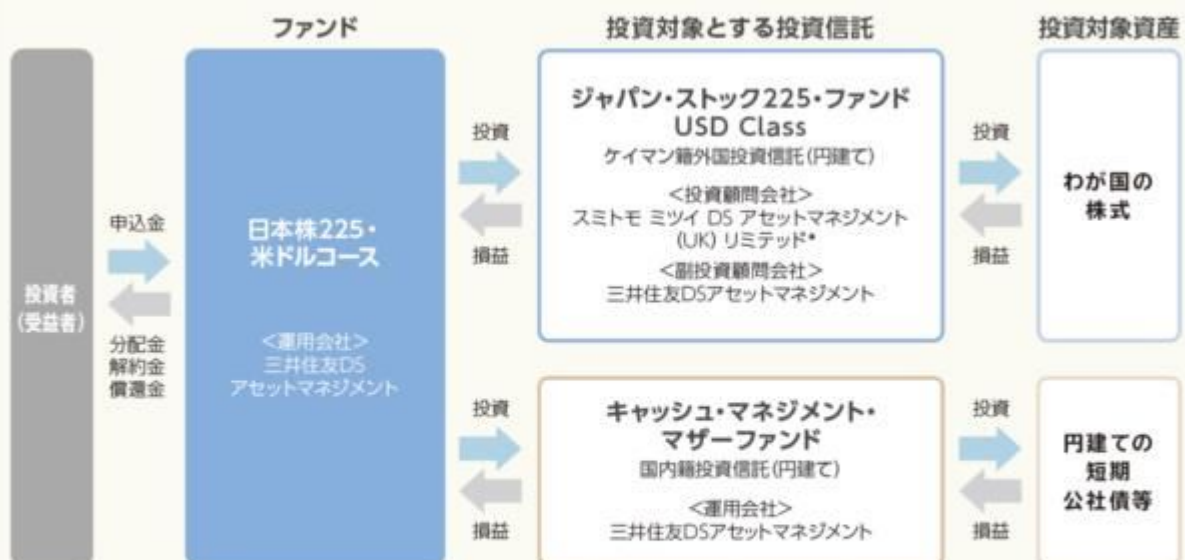 ファンド
投資対象とする投資信託
投資対象資産
投資者
(受益者)
申込金
分配金
解約金
償還金
日本株225・
米ドルコース
<運用会社>
三井住友DS
アセットマネジメント
投資
損益
ジャパン・ストック225・ファンド
USD Class
ケイマン籍外国投資信託(円建て)
<投資顧問会社>
スミトモ ミツイ DS アセットマネジメント
(UK) リミテッド*
<副投資顧問会社>
三井住友DSアセットマネジメント
投資
損益
わが国の
株式
投資
損益
キャッシュ・マネジメント・
マザーファンド
国内籍投資信託(円建て)
<運用会社>
三井住友DSアセットマネジメント
投資
損益
円建ての
短期
公社債等